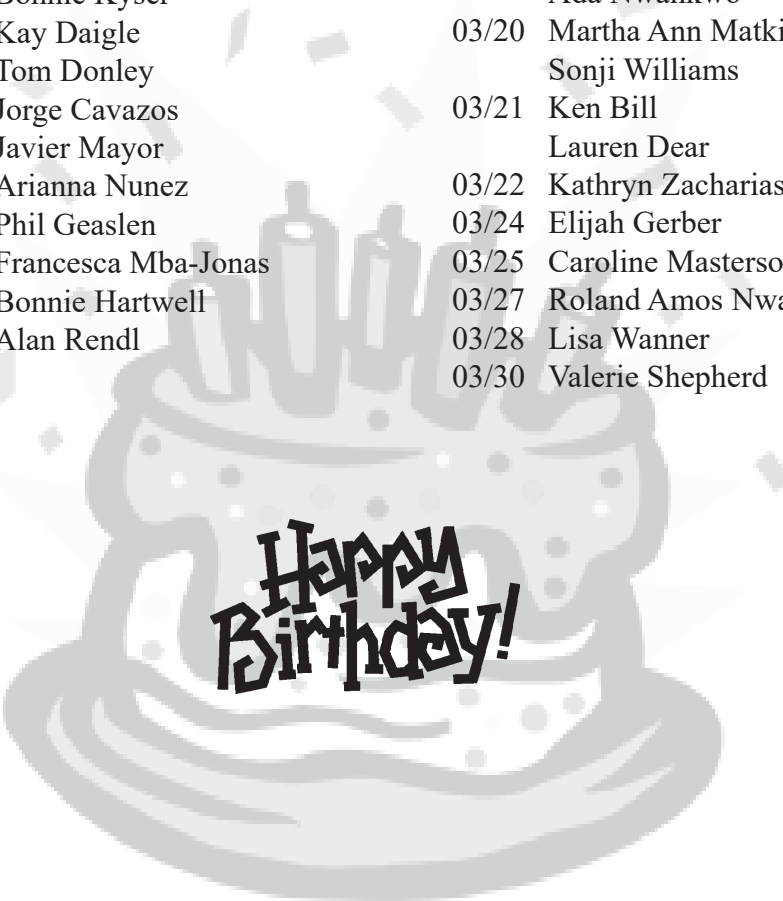 Kay Daigle
Tom Donley
Jorge Cavazos
Javier Mayor
Arianna Nunez
Phil Geaslen
Francesca Mba-Jonas
Bonnie Hartwell
Alan Rendl
03/20 Martha Ann
Sonji Williams
03/21 Ken Bill
Lauren Dear
03/22 Kathryn Zacharias
03/24 Elijah Gerber
03/25 Caroline
03/27 Roland Amos
03/28 Lisa Wanner
03/30 Valerie Shepherd
Happy
Birthday!